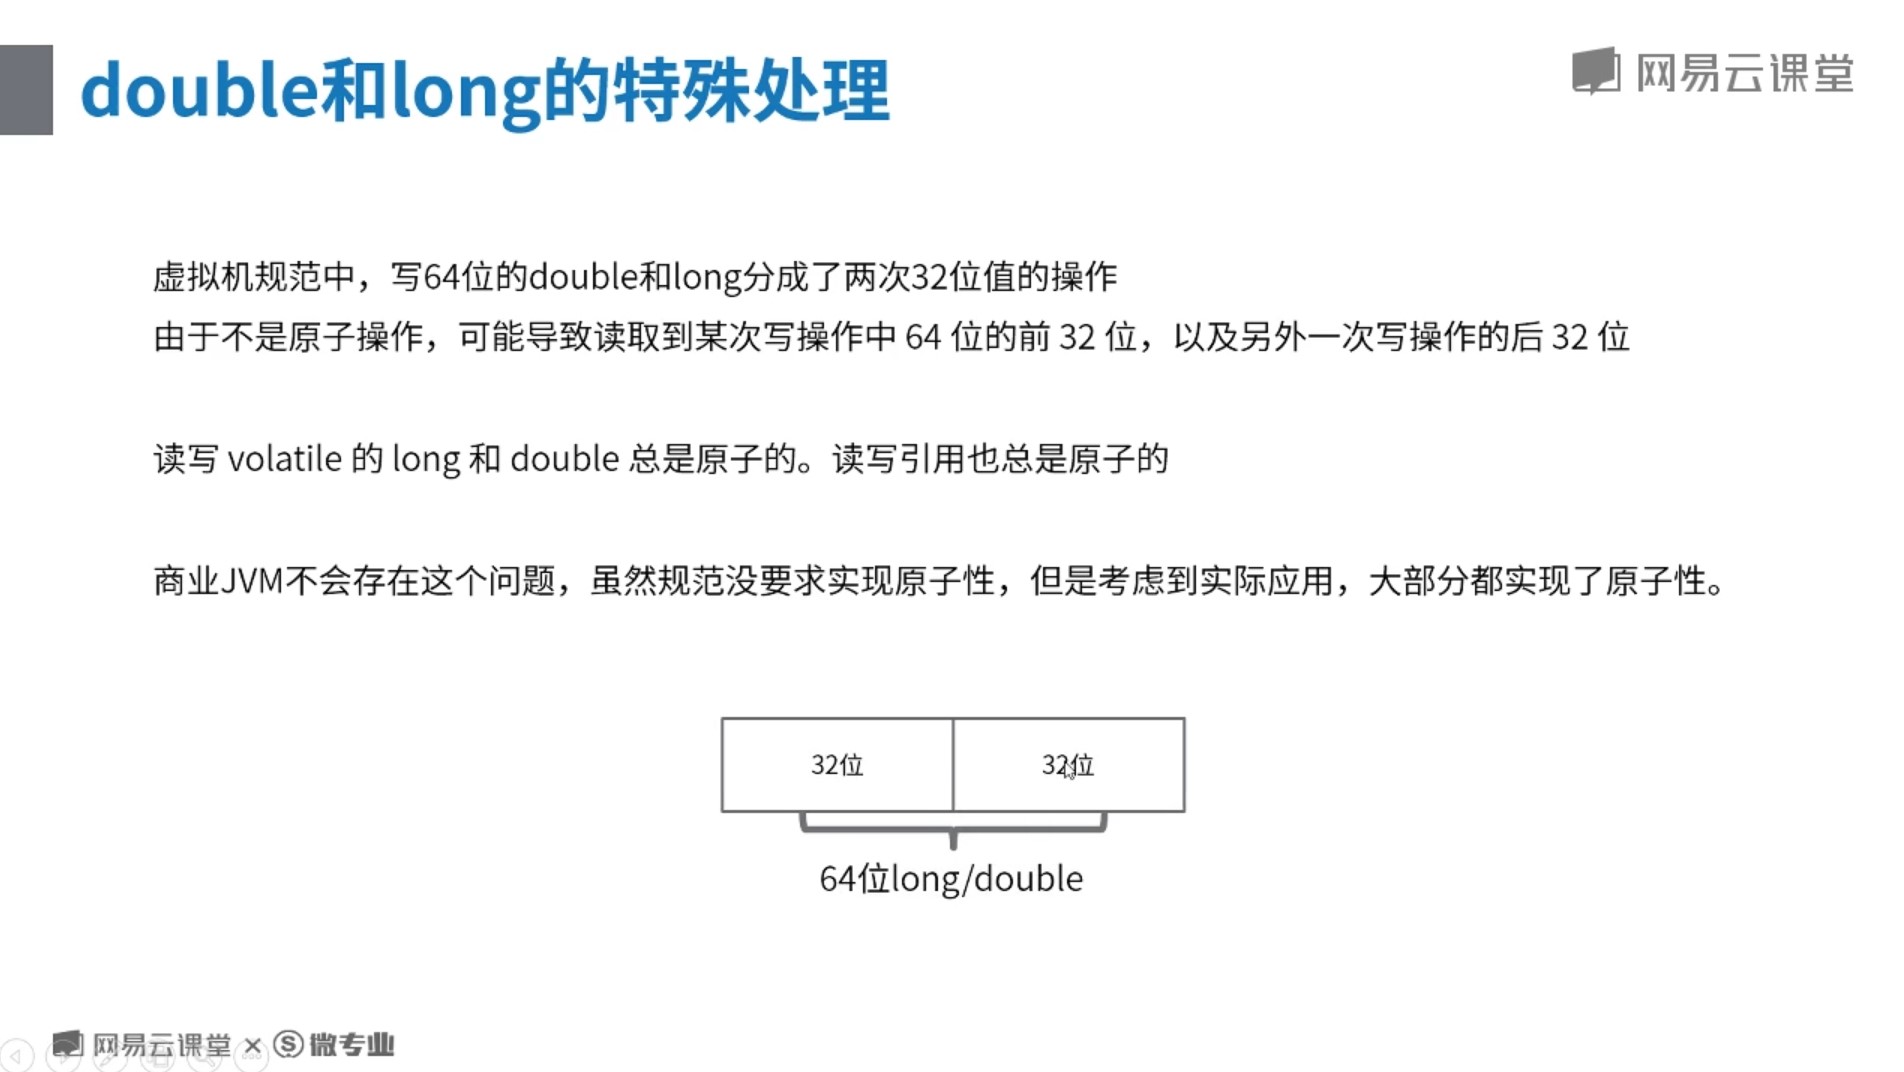 double和long的特殊处理
网易云课堂
虚拟机规范中，写64位的double和long分成了两次32位值的操作
由于不是原子操作，可能导致读取到某次写操作中 64 位的前 32 位，以及另外一次写操作的后 32 位
读写 volatile 的 long 和 double 总是原子的。读写引用也总是原子的
商业JVM不会存在这个问题，虽然规范没要求实现原子性，但是考虑到实际应用，大部分都实现了原子性。
32位
32位
64位long/double
网易云课堂 × 微专业